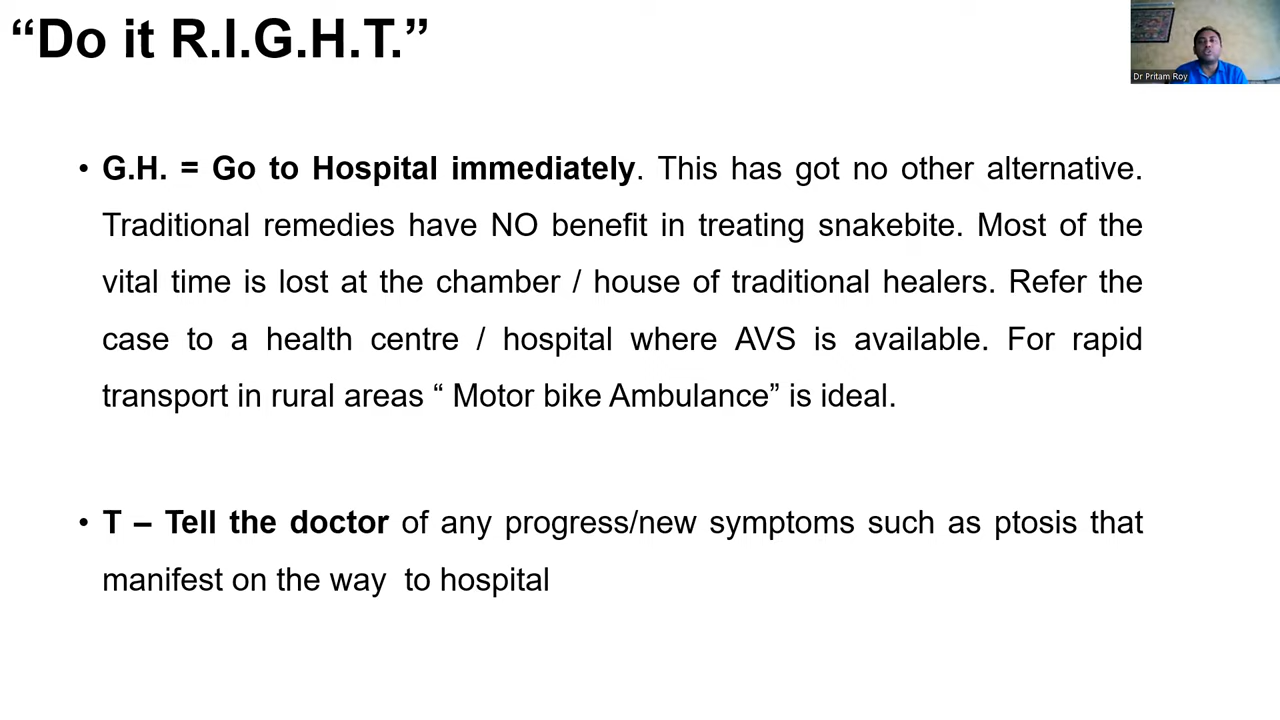 “Do it R.I.G.H.T.”
Dr Pritam Roy
• G.H. = Go to Hospital immediately. This has got no other alternative.
Traditional remedies have NO benefit in treating snakebite. Most of the
vital time is lost at the chamber / house of traditional healers. Refer the
case to a health centre / hospital where AVS is available. For rapid
transport in rural areas “ Motor bike Ambulance” is ideal.
• T – Tell the doctor of any progress/new symptoms such as ptosis that
manifest on the way  to hospital